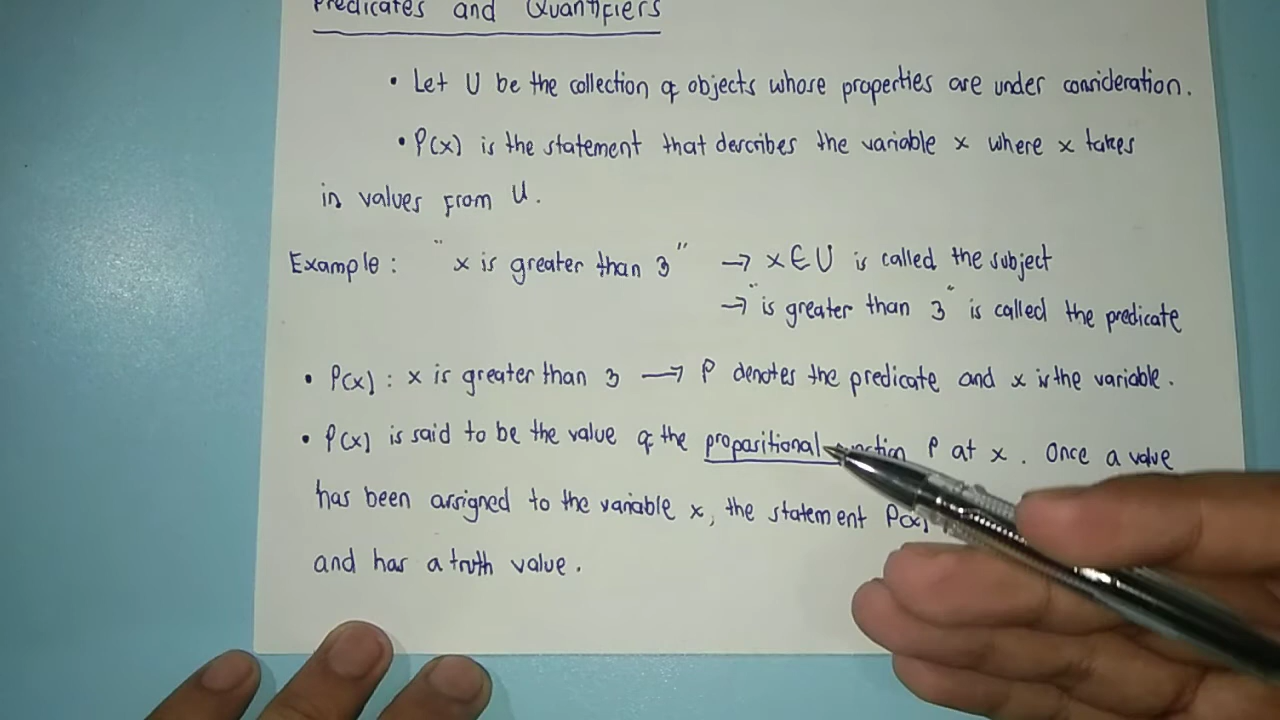 Predicates and Quantifiers
• Let U be the collection of objects whose properties are under consideration.
• P(x) is the statement that describes the variable x where x takes
in values from U.
Example : "x is greater than 3" → x ∈ U is called the subject
→ "is greater than 3" is called the predicate
• P(x) : x is greater than 3 → P denotes the predicate and x is the variable.
• P(x) is said to be the value of the propositional P at x. Once a value
has been assigned to the variable x, the statement P(x)
and has a truth value.